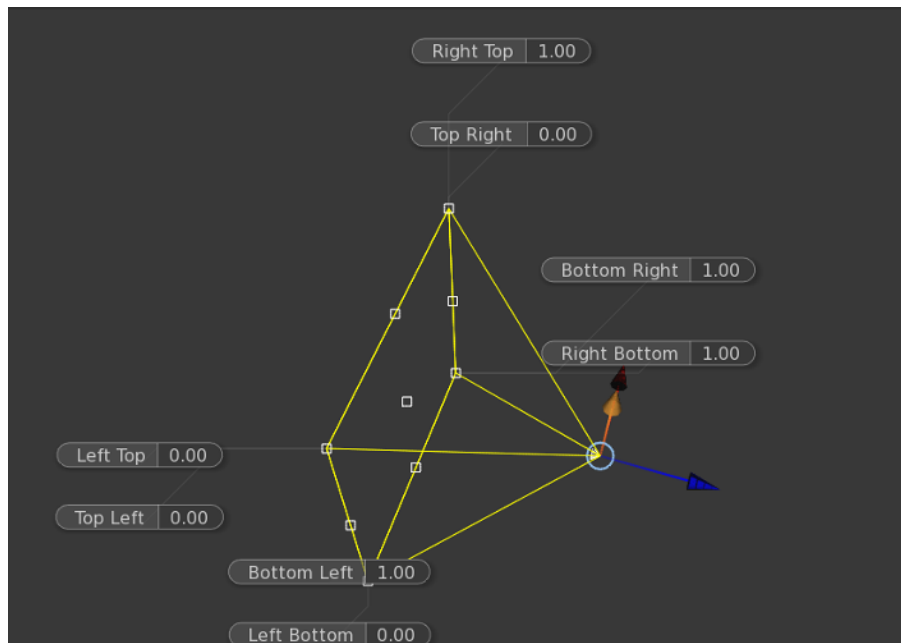 Right Top 1.00
Top Right 0.00
Bottom Right 1.00
Right Bottom 1.00
Left Top 0.00
Top Left 0.00
Bottom Left 1.00
Left Bottom 0.00